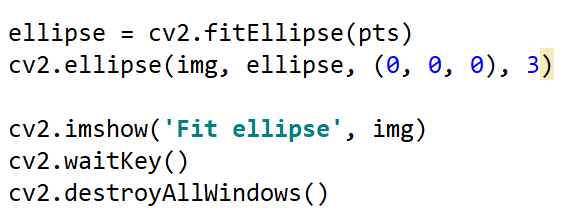 ellipse = cv2.fitEllipse(pts)
cv2.ellipse(img, ellipse, (0, 0, 0), 3)
cv2.imshow('Fit ellipse', img)
cv2.waitKey()
cv2.destroyAllWindows()